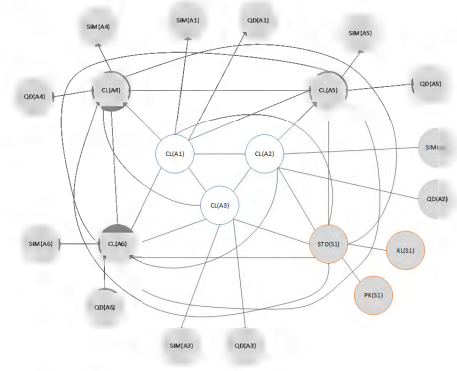 SIM(A4)
SIM(A1)
QD(A1)
SIM(A5)
QD(A4)
CL(A4)
CL(A5)
QD(A5)
CL(A1)
CL(A2)
SIM(
QD(A2)
CL(A3)
SIM(A6)
CL(A6)
STD(S1)
KL(S1)
PK(S1)
QD(A6)
SIM(A3)
QD(A3)